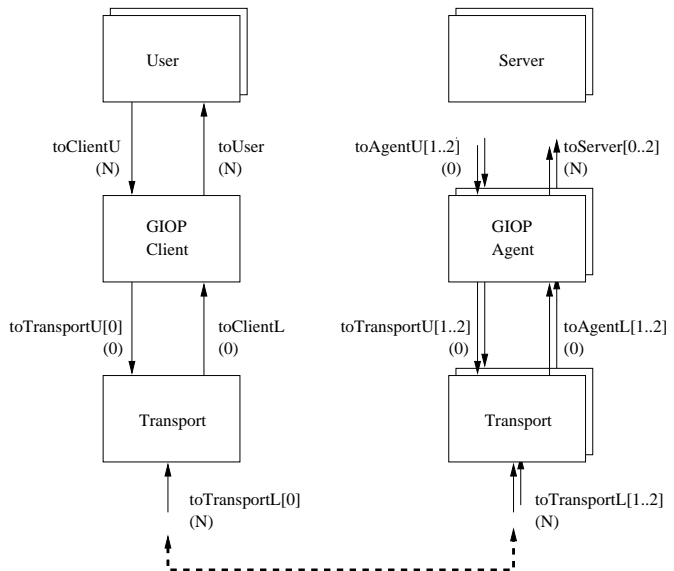 User
Server
toClientU
(N)
toUser
(N)
toAgentU[1..2]
(0)
toServer[0..2]
(N)
GIOP
Client
GIOP
Agent
toTransportU[0]
(0)
toClientL
(0)
toTransportU[1..2]
(0)
toAgentL[1..2]
(0)
Transport
Transport
toTransportL[0]
(N)
toTransportL[1..2]
(N)